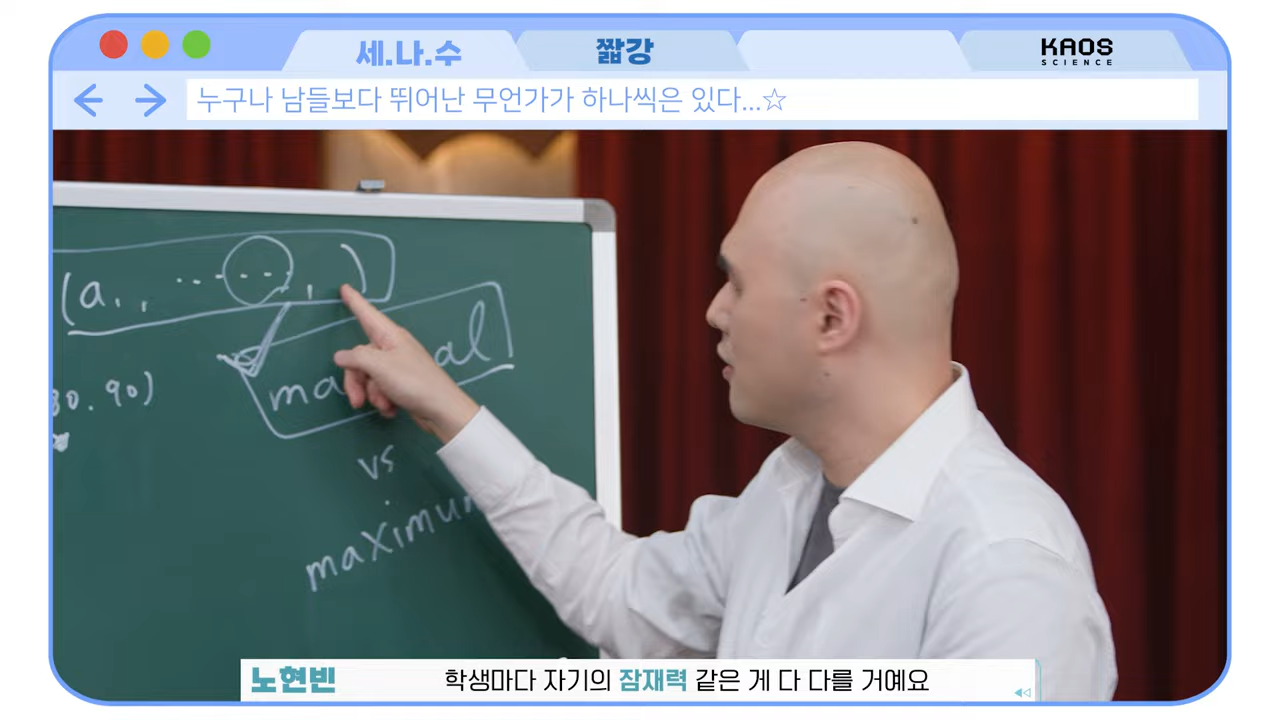 세.나.수
짧강
KAOS
SCIENCE
누구나 남들보다 뛰어난 무언가가 하나씩은 있다...☆
(a, , ..... , )
30. 90)
vs
노현빈
학생마다 자기의 잠재력 같은 게 다 다를 거예요